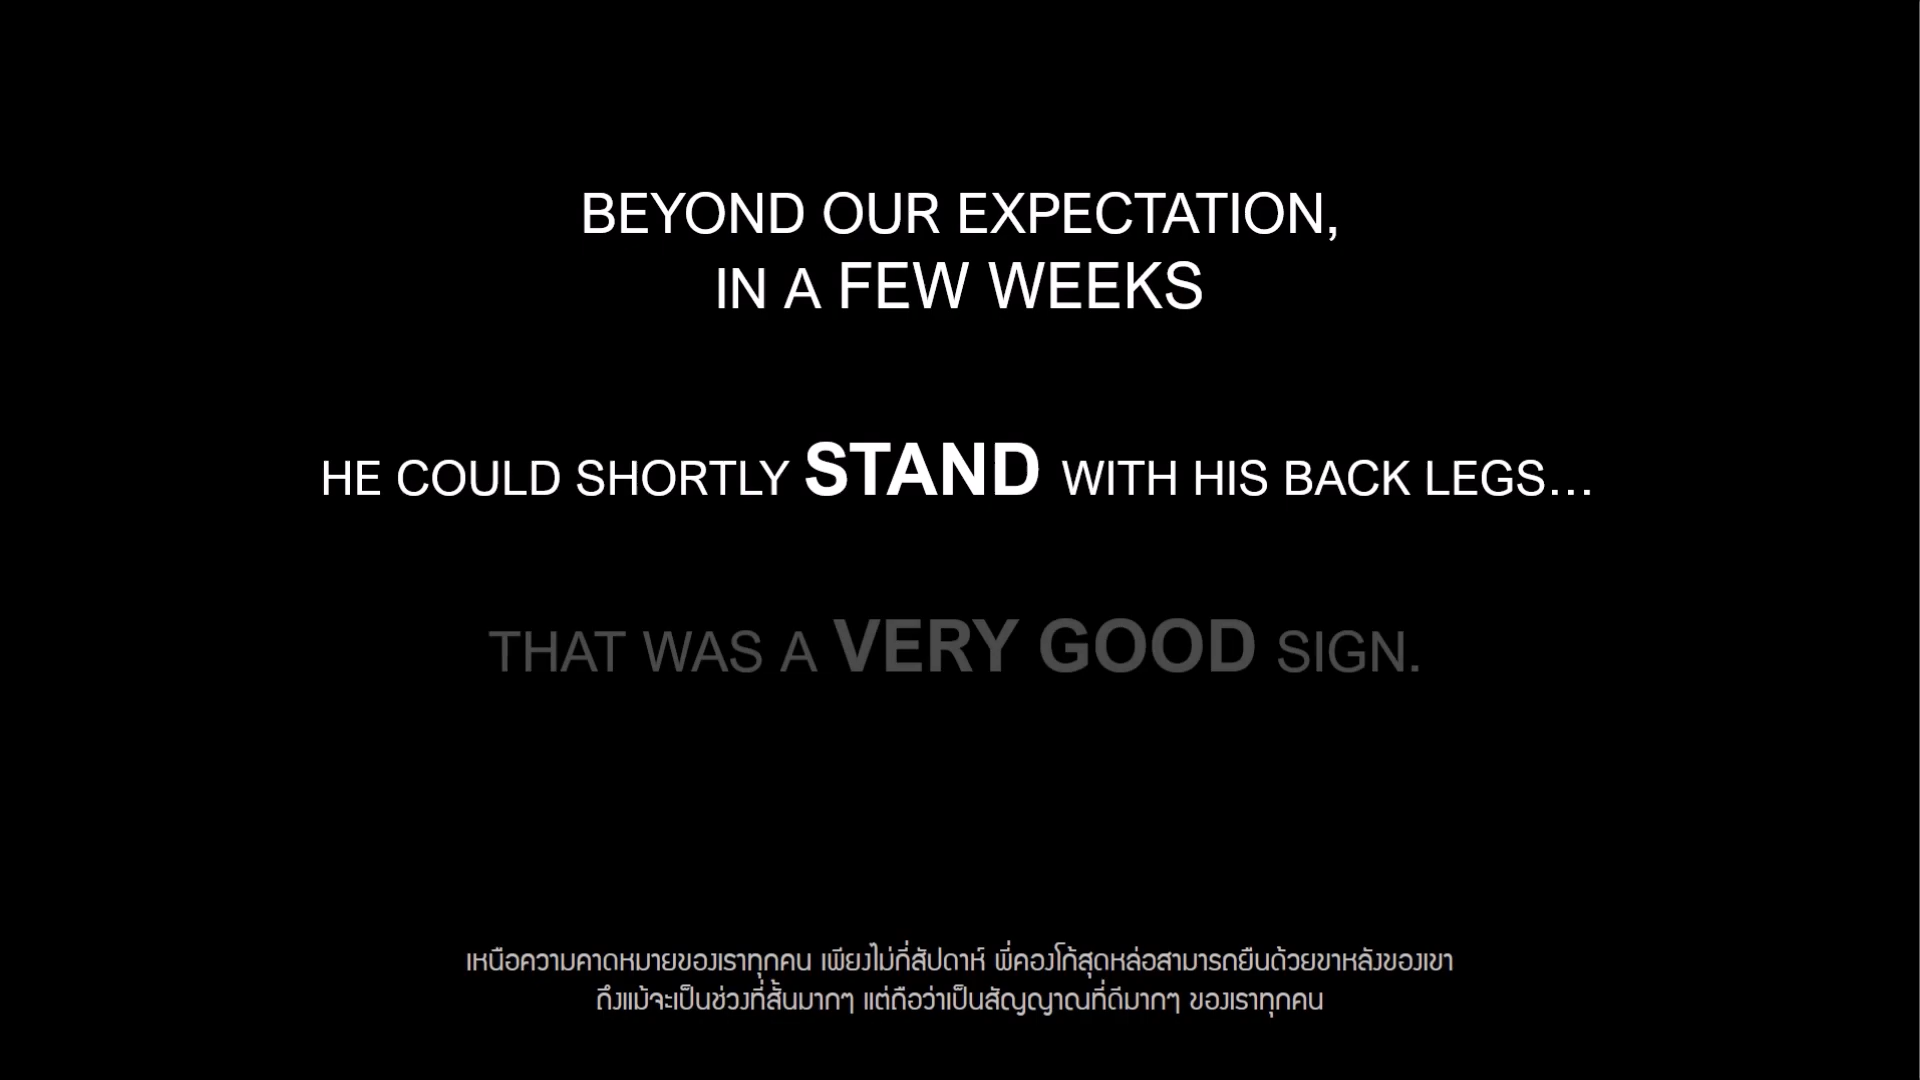 BEYOND OUR EXPECTATION,
IN A FEW WEEKS
HE COULD SHORTLY STAND WITH HIS BACK LEGS...
THAT WAS A VERY GOOD SIGN.
เหนือความคาดหมายของเราทุกคน เพียงไม่กี่สัปดาห์ พี่คองโก้สุดหล่อสามารถยืนด้วยขาหลังของเขา
ถึงแม้จะเป็นช่วงที่สั้นมากๆ แต่ถือว่าเป็นสัญญาณที่ดีมากๆ ของเราทุกคน